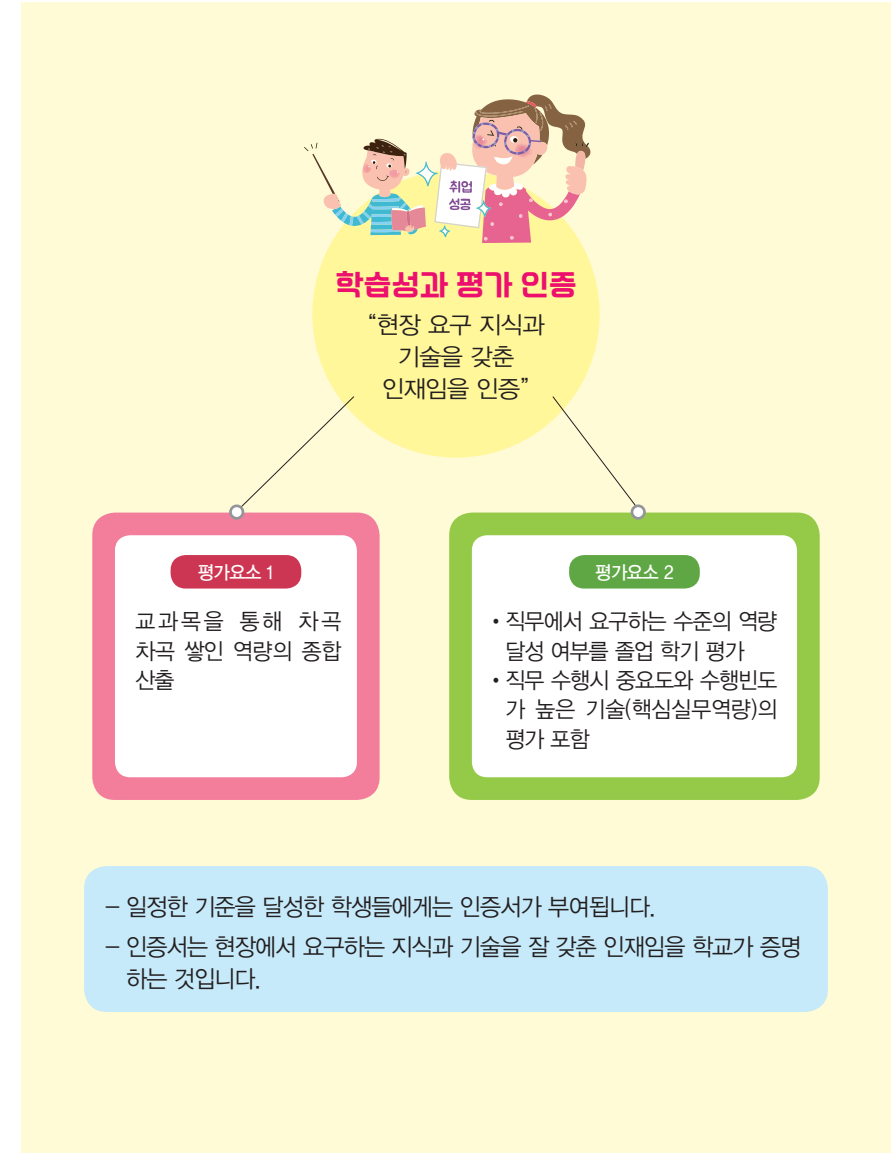 취업
성공
학습성과 평가 인증
“현장 요구 지식과
기술을 갖춘
인재임을 인증”
평가요소 1
교과목을 통해 차곡
차곡 쌓인 역량의 종합
산출
평가요소 2
• 직무에서 요구하는 수준의 역량
달성 여부를 졸업 학기 평가
• 직무 수행시 중요도와 수행빈도
가 높은 기술(핵심실무역량)의
평가 포함
– 일정한 기준을 달성한 학생들에게는 인증서가 부여됩니다.
– 인증서는 현장에서 요구하는 지식과 기술을 잘 갖춘 인재임을 학교가 증명
하는 것입니다.